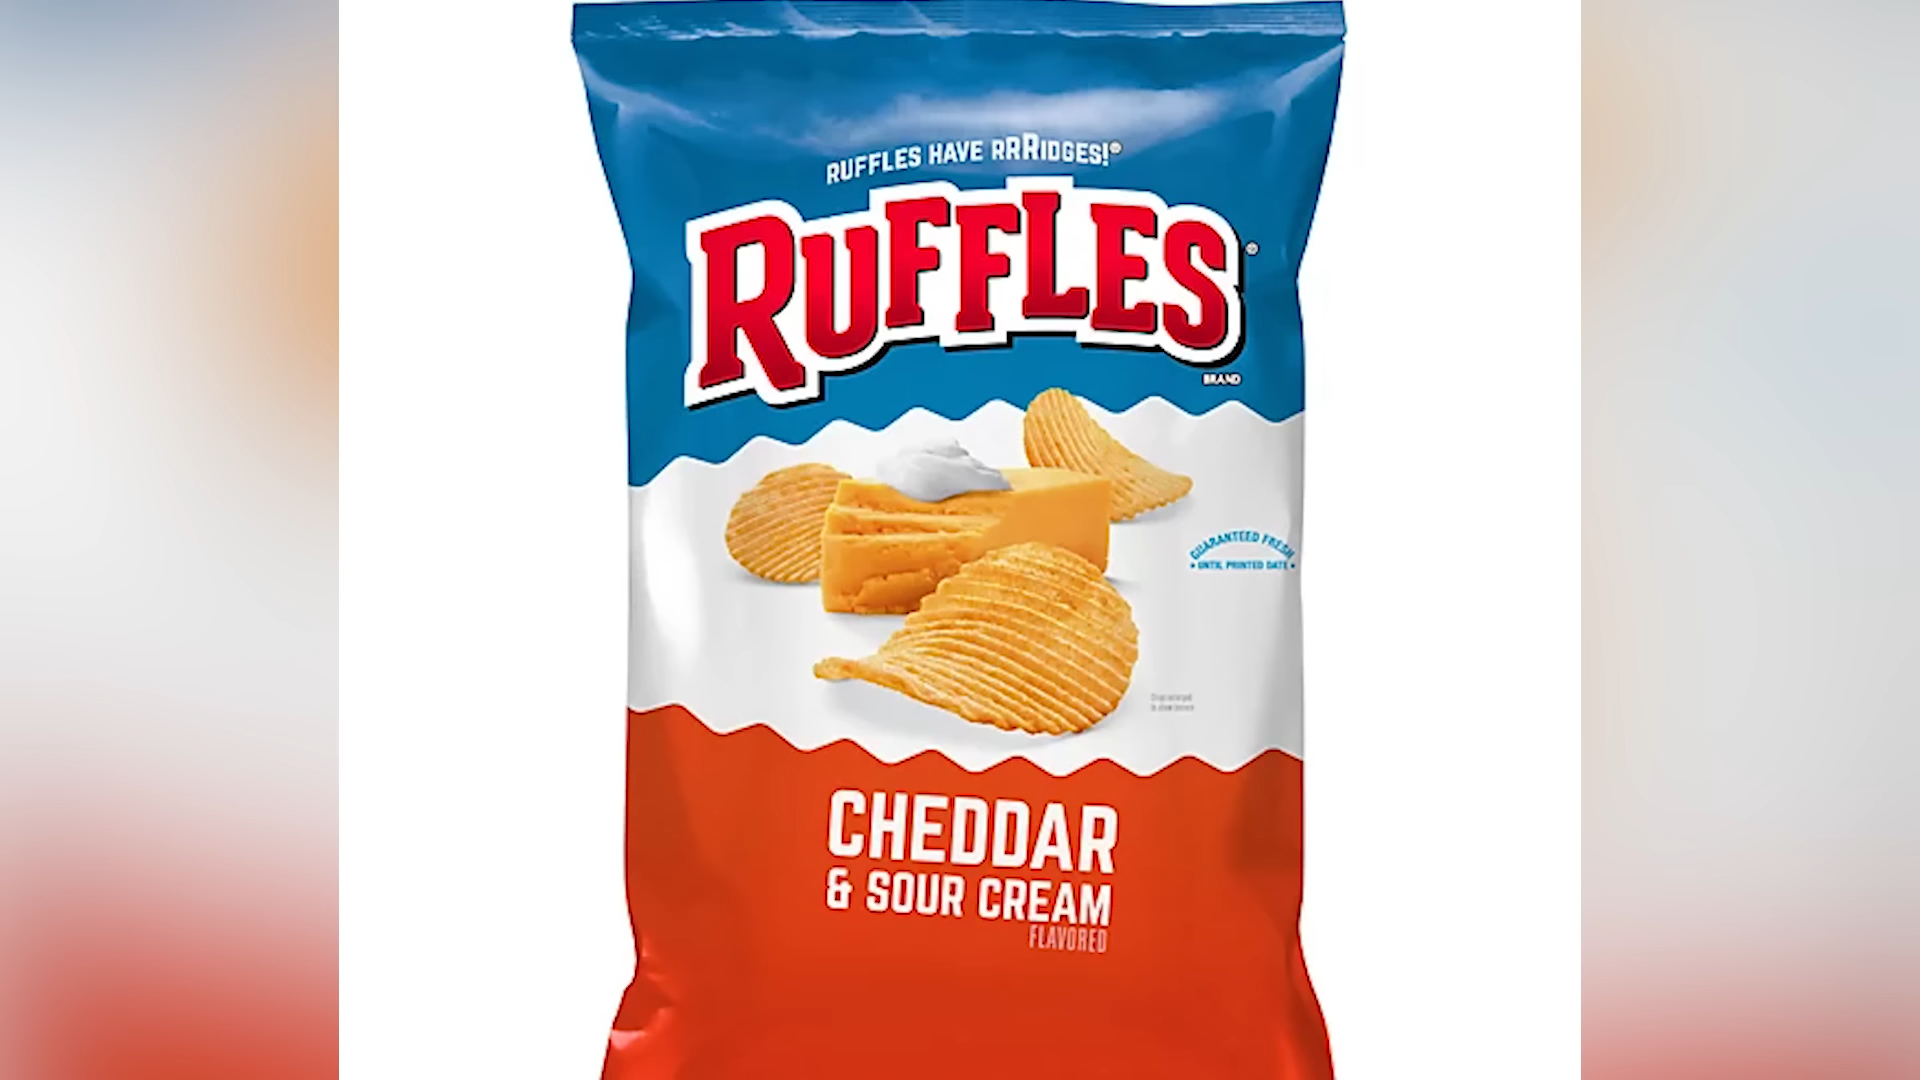 RUFFLES HAVE RRRIDGES!®
RUFFLES®
BRAND
GUARANTEED FRESH
• UNTIL PRINTED DATE •
CHEDDAR
& SOUR CREAM
FLAVORED